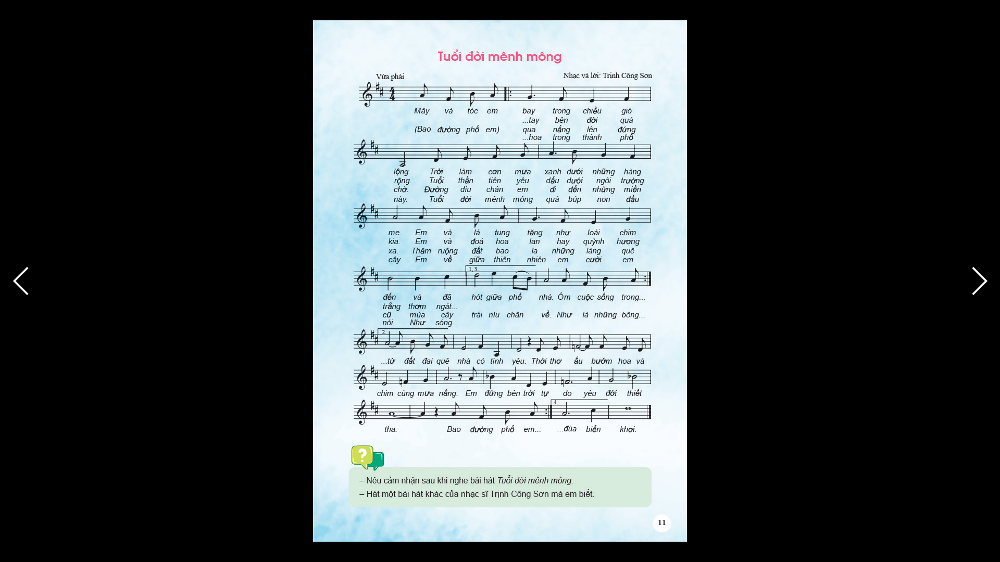 Tuổi đời mênh mông
Vừa phải
Nhạc và lời: Trịnh Công Sơn
4
4
Mây và tóc em bay trong chiều gió
...tay bên đời quá
(Bao đường phố em) qua nắng lên đứng
...hoa trong thành phố
lộng. Trời làm cơn mưa xanh dưới những hàng
rộng. Tuổi thần tiên yêu dấu dưới ngôi trường
chờ. Đường dìu chân em đi đến những miền
này. Tuổi đời mênh mông quá búp non đầu
me. Em và lá tung tăng như loài chim
kia. Em và đoá hoa lan hay quỳnh hương
xa. Thăm ruộng đất bao la những làng quê
cây. Em về giữa thiên nhiên em cười em
1, 3.
đến và đã hót giữa phố nhà. Ôm cuộc sống trong...
trắng thơm ngát...
cũ mùa cây trái níu chân về. Như là những bông...
nói. Như sóng...
2.
...từ đất đai quê nhà có tình yêu. Thời thơ ấu bướm hoa và
chim cùng mưa nắng. Em đứng bên trời tự do yêu đời thiết
4.
tha. Bao đường phố em... ...đùa biển khơi.
?
– Nêu cảm nhận sau khi nghe bài hát Tuổi đời mênh mông.
– Hát một bài hát khác của nhạc sĩ Trịnh Công Sơn mà em biết.
11